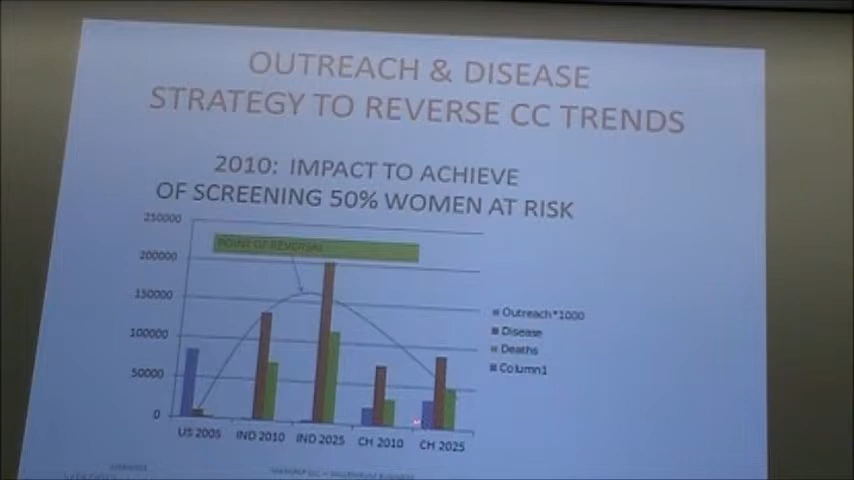 OUTREACH & DISEASE
STRATEGY TO REVERSE CC TRENDS
2010: IMPACT TO ACHIEVE
OF SCREENING 50% WOMEN AT RISK
250000
POINT OF REVERSAL
200000
150000
100000
50000
0
Outreach*1000
Disease
Deaths
Column1
US 2005 IND 2010 IND 2025 CH 2010 CH 2025